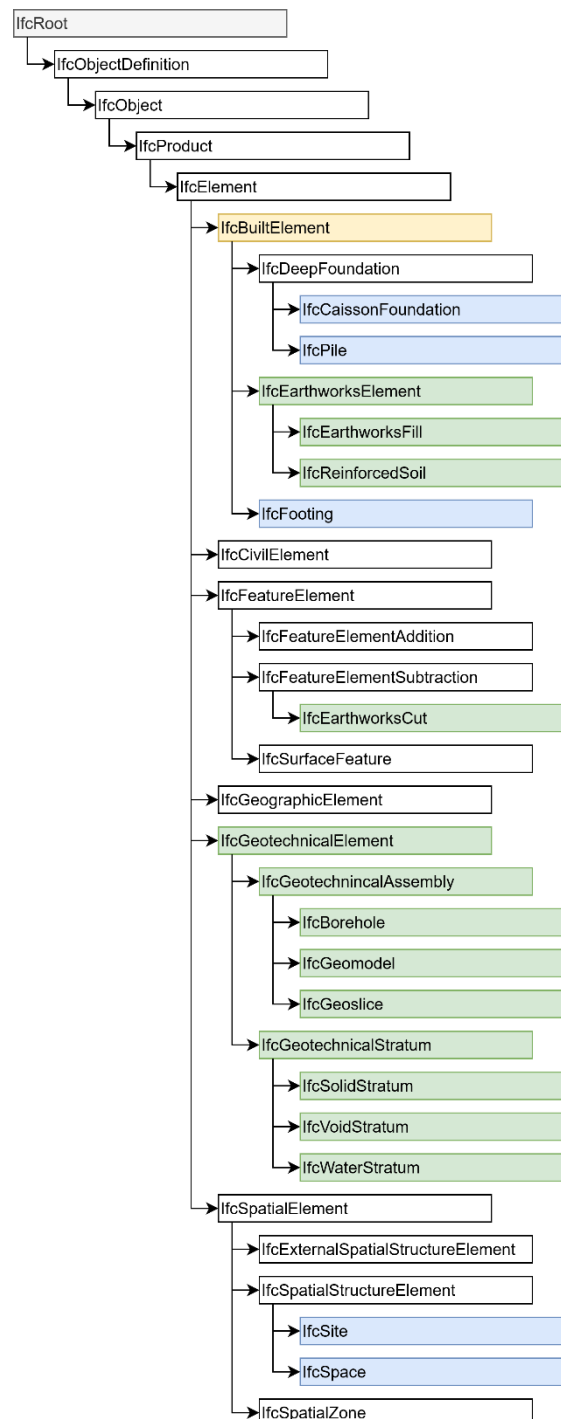 IfcRoot
IfcObjectDefinition
IfcObject
IfcProduct
IfcElement
IfcBuiltElement
IfcDeepFoundation
IfcCaissonFoundation
IfcPile
IfcEarthworksElement
IfcEarthworksFill
IfcReinforcedSoil
IfcFooting
IfcCivilElement
IfcFeatureElement
IfcFeatureElementAddition
IfcFeatureElementSubtraction
IfcEarthworksCut
IfcSurfaceFeature
IfcGeographicElement
IfcGeotechnicalElement
IfcGeotechnincalAssembly
IfcBorehole
IfcGeomodel
IfcGeoslice
IfcGeotechnicalStratum
IfcSolidStratum
IfcVoidStratum
IfcWaterStratum
IfcSpatialElement
IfcExternalSpatialStructureElement
IfcSpatialStructureElement
IfcSite
IfcSpace
IfcSpatialZone